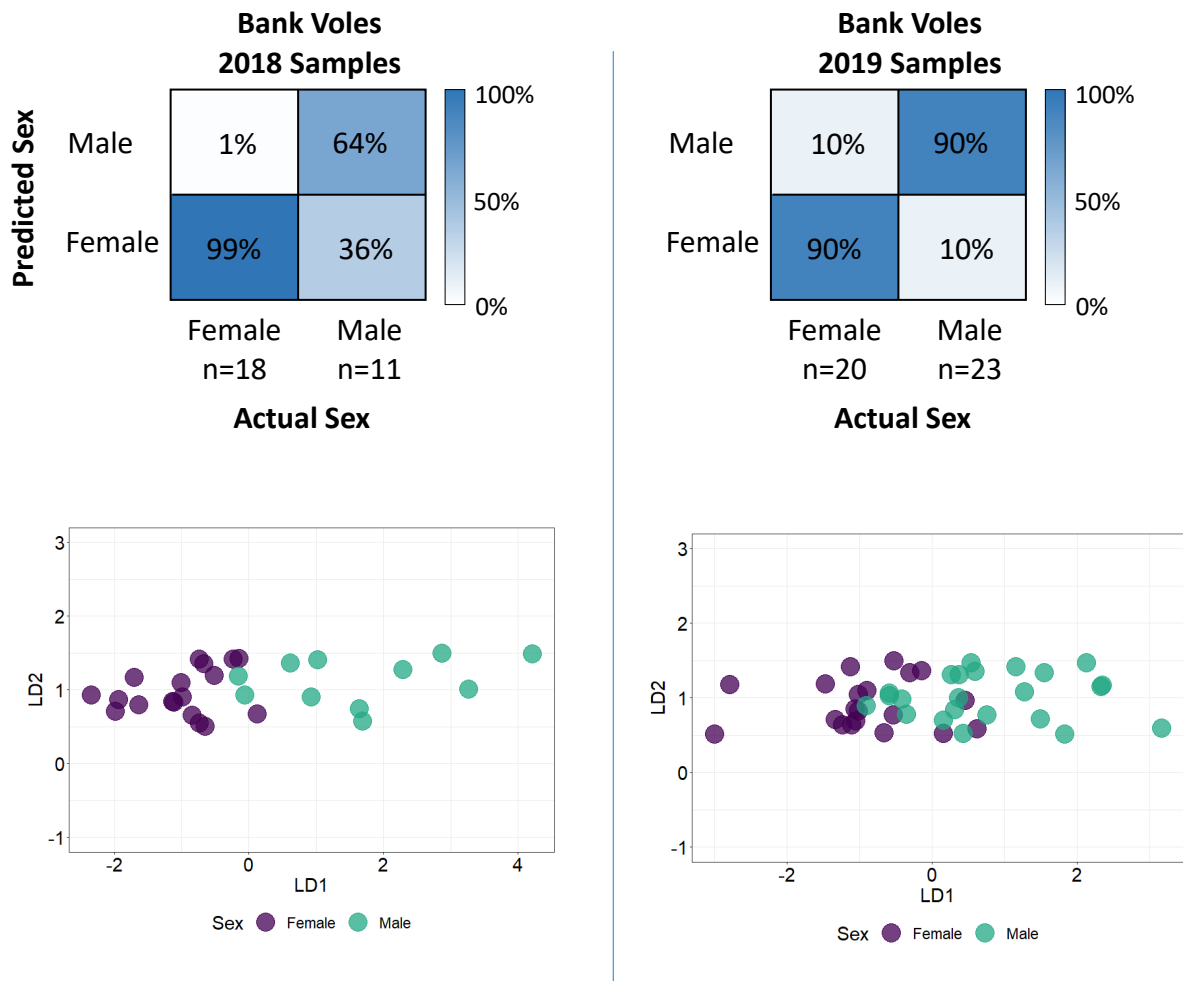 Bank Voles
2018 Samples
Predicted Sex
Male
1%
64%
Female
99%
36%
100%
50%
0%
Female
Male
n=18
n=11
Actual Sex
3
2
1
0
-1
LD2
-2
0
2
4
LD1
Sex Female Male
Bank Voles
2019 Samples
Male
10%
90%
Female
90%
10%
100%
50%
0%
Female
Male
n=20
n=23
Actual Sex
3
2
1
0
-1
LD2
-2
0
2
LD1
Sex Female Male